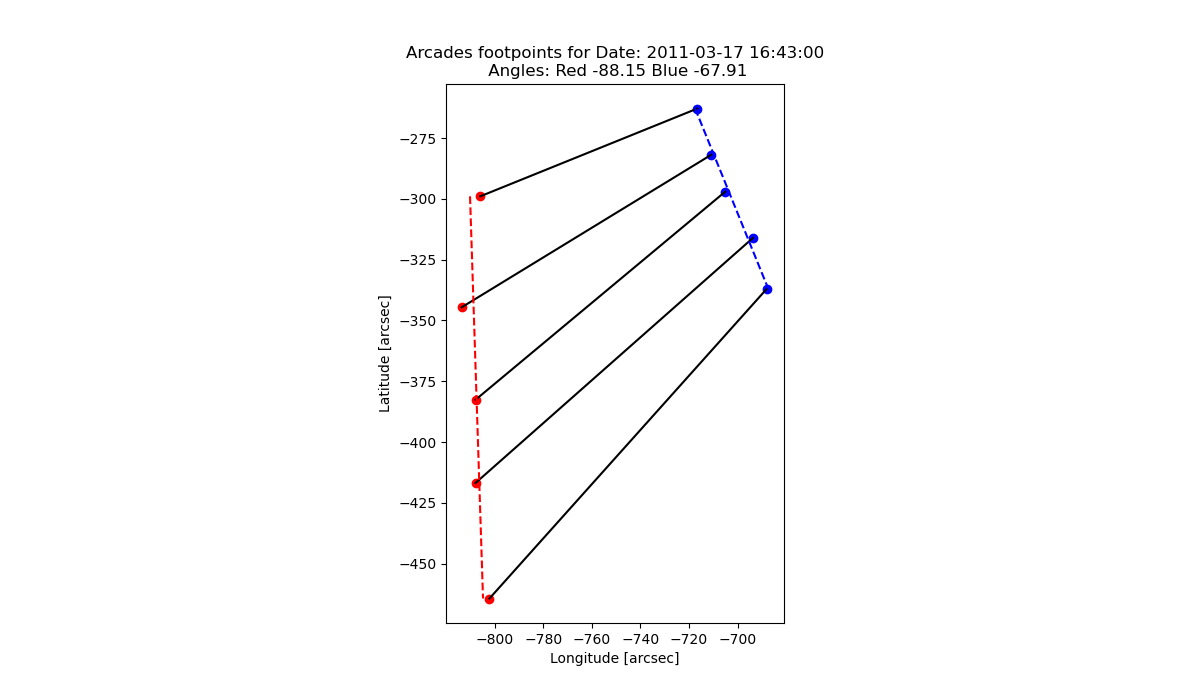 Arcades footpoints for Date: 2011-03-17 16:43:00
Angles: Red -88.15 Blue -67.91
−275
−300
−325
−350
−375
−400
−425
−450
Latitude [arcsec]
−800 −780 −760 −740 −720 −700
Longitude [arcsec]